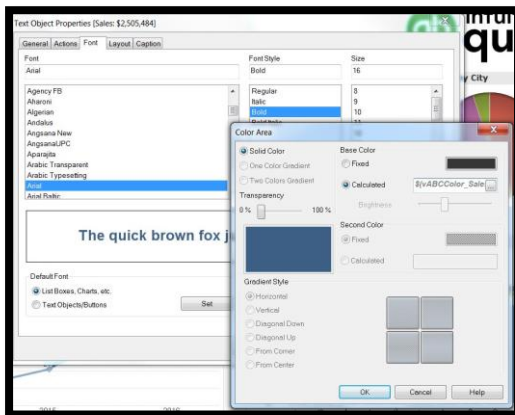 Text Object Properties [Sales: $2,505,484]
General Actions Font Layout Caption
Font
Font Style
Size
Arial
Bold
16
Agency FB
Aharoni
Algerian
Andalus
Angsana New
AngsanaUPC
Aparajita
Arabic Transparent
Arabic Typesetting
Arial
Arial Baltic
Regular
Italic
Bold
8
9
10
The quick brown fox j
Default Font
List Boxes, Charts, etc.
Text Objects/Buttons
Set
qu
y City
Color Area
Solid Color
One Color Gradient
Two Colors Gradient
Transparency
0 % 100 %
Base Color
Fixed
Calculated $(vABCColor_Sale ...
Brightness
Second Color
Fixed
Calculated
Gradient Style
Horizontal
Vertical
Diagonal Down
Diagonal Up
From Corner
From Center
OK Cancel Help